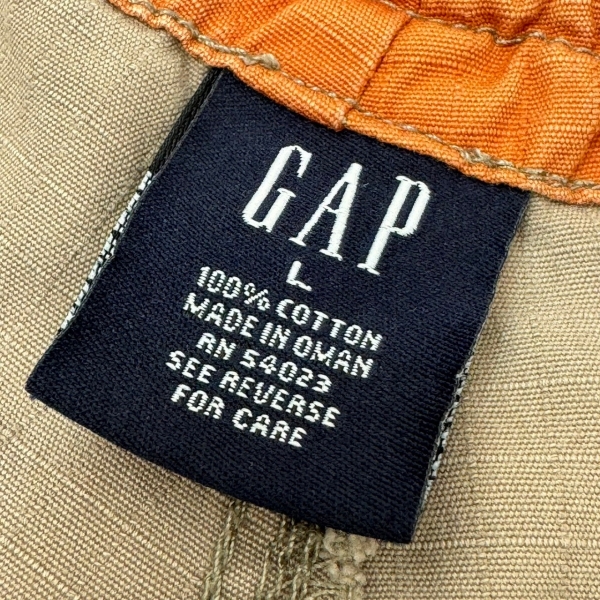 GAP
L
100% COTTON
MADE IN OMAN
RN 54023
SEE REVERSE
FOR CARE